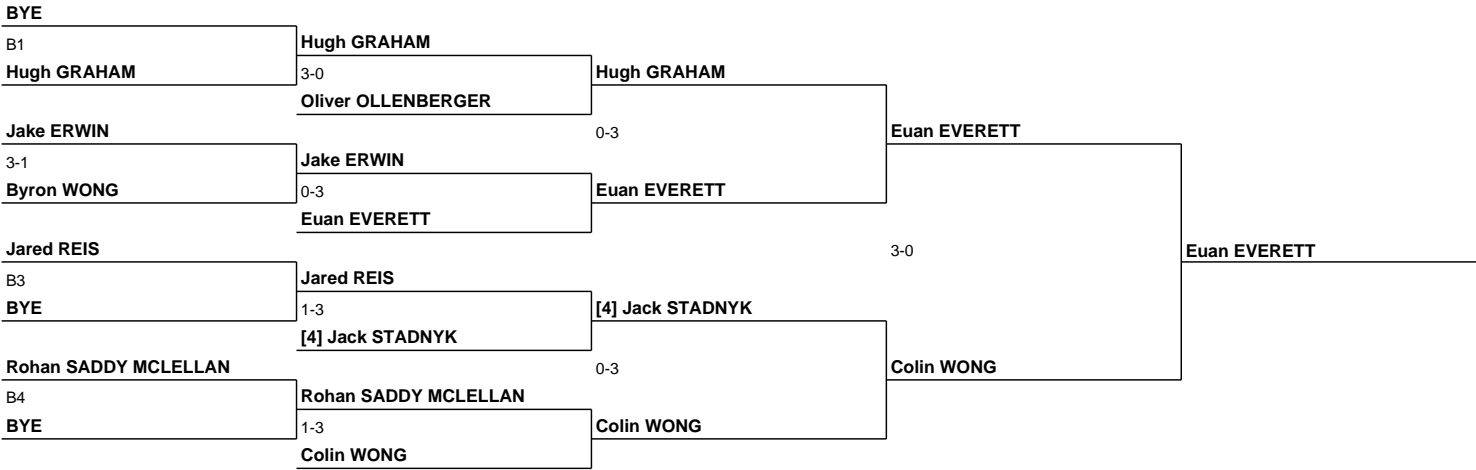 BYE
B1
Hugh GRAHAM
Hugh GRAHAM
3-0
Oliver OLLENBERGER
Hugh GRAHAM
Jake ERWIN
0-3
Euan EVERETT
3-1
Jake ERWIN
Byron WONG
0-3
Euan EVERETT
Euan EVERETT
Jared REIS
3-0
Euan EVERETT
B3
Jared REIS
BYE
1-3
[4] Jack STADNYK
[4] Jack STADNYK
Rohan SADDY MCLELLAN
0-3
Colin WONG
B4
Rohan SADDY MCLELLAN
BYE
1-3
Colin WONG
Colin WONG